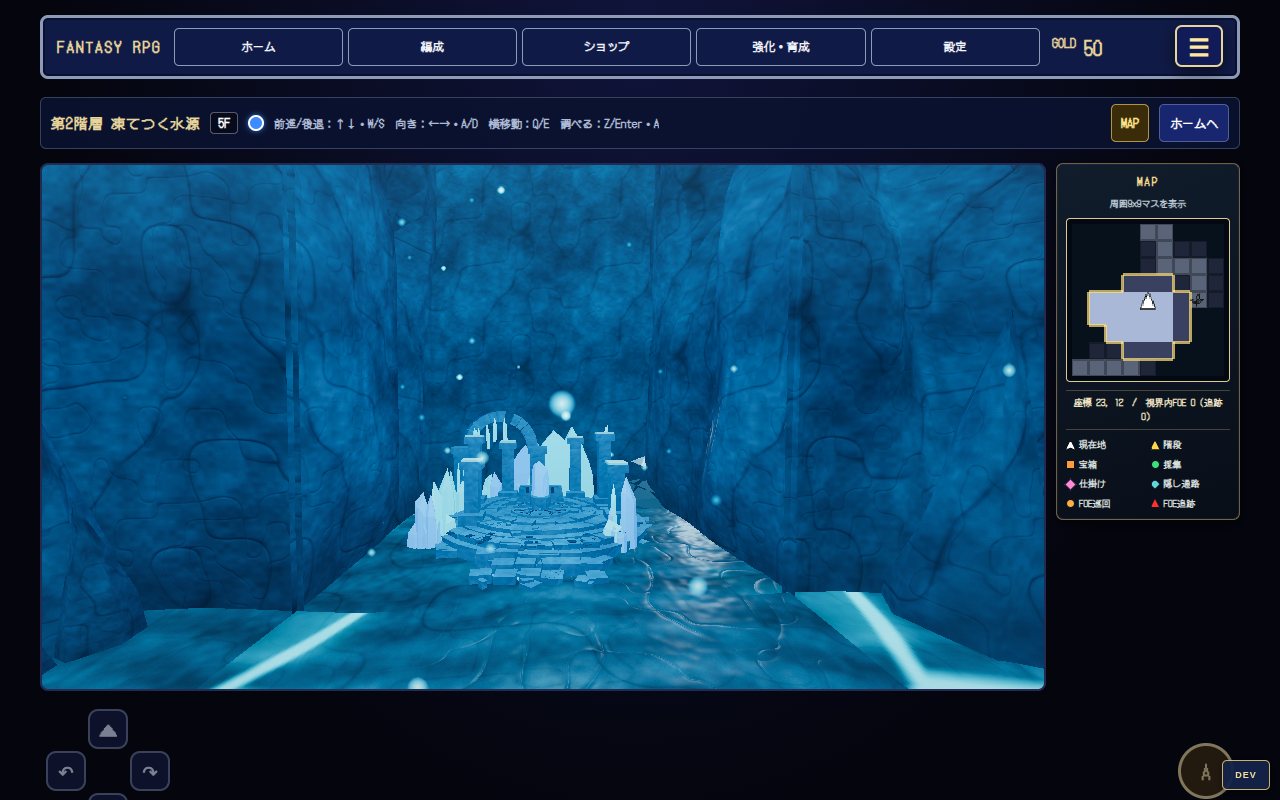 FANTASY RPG
ホーム
編成
ショップ
強化・育成
設定
GOLD 50
第2階層 凍てつく水源
5F
前進/後退：↑↓・W/S 向き：←→・A/D 横移動：Q/E 調べる：Z/Enter・A
MAP
ホームへ
MAP
周囲9x9マスを表示
座標 23, 12 / 視界内FOE 0（追跡
0）
現在地
階段
宝箱
採集
仕掛け
隠し通路
FOE巡回
FOE追跡
A
DEV